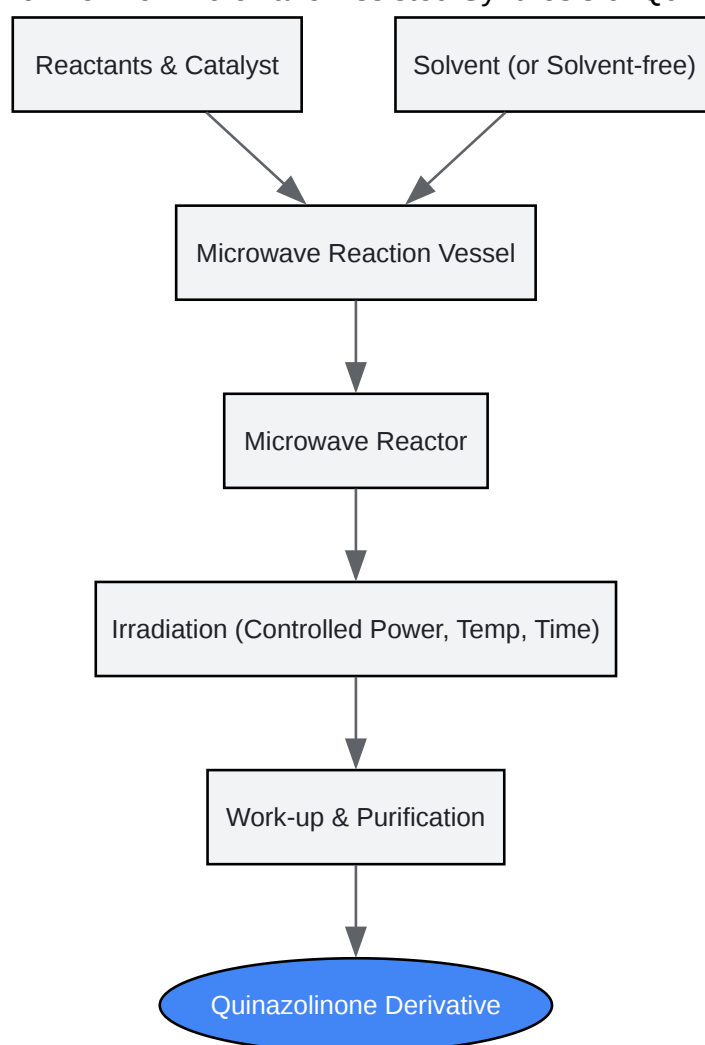 Reactants & Catalyst
Solvent (or Solvent-free)
Microwave Reaction Vessel
Microwave Reactor
Irradiation (Controlled Power, Temp, Time)
Work-up & Purification
Quinazolinone Derivative